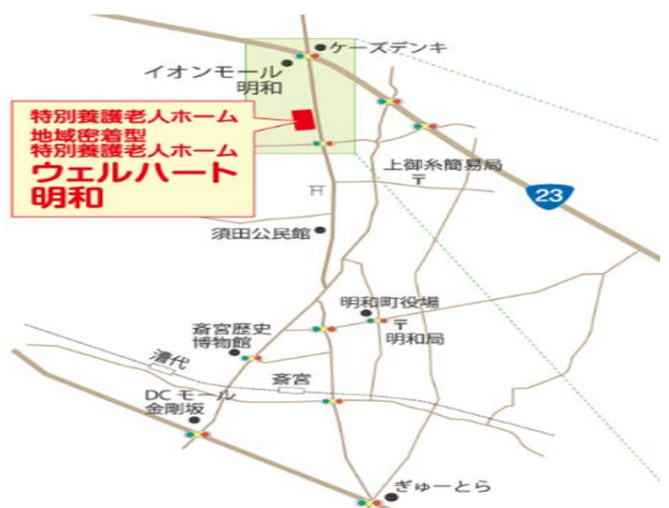 ケーズデンキ
イオンモール
明和
特別養護老人ホーム
地域密着型
特別養護老人ホーム
ウェルハート
明和
上御糸簡易局
〒
23
須田公民館
明和町役場
〒
明和局
斎宮歴史
博物館
漕代
斎宮
DCモール
金剛坂
ぎゅーとら